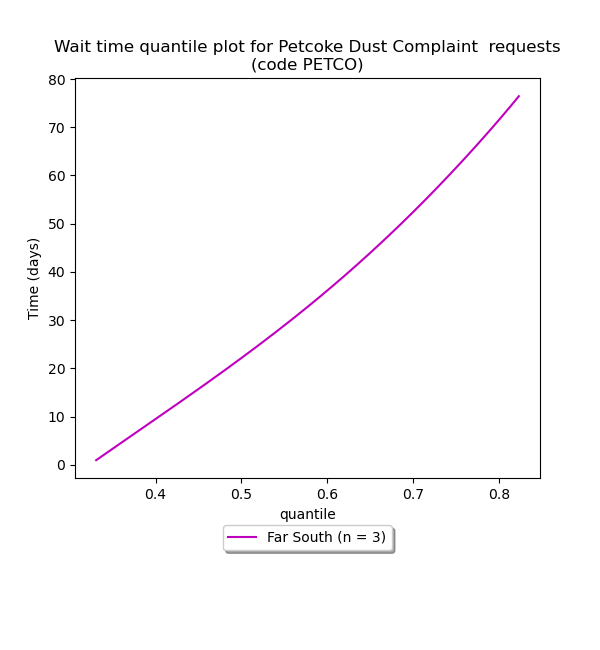 Wait time quantile plot for Petcoke Dust Complaint  requests
(code PETCO)
80
70
60
50
40
30
20
10
0
Time (days)
0.4 0.5 0.6 0.7 0.8
quantile
Far South (n = 3)